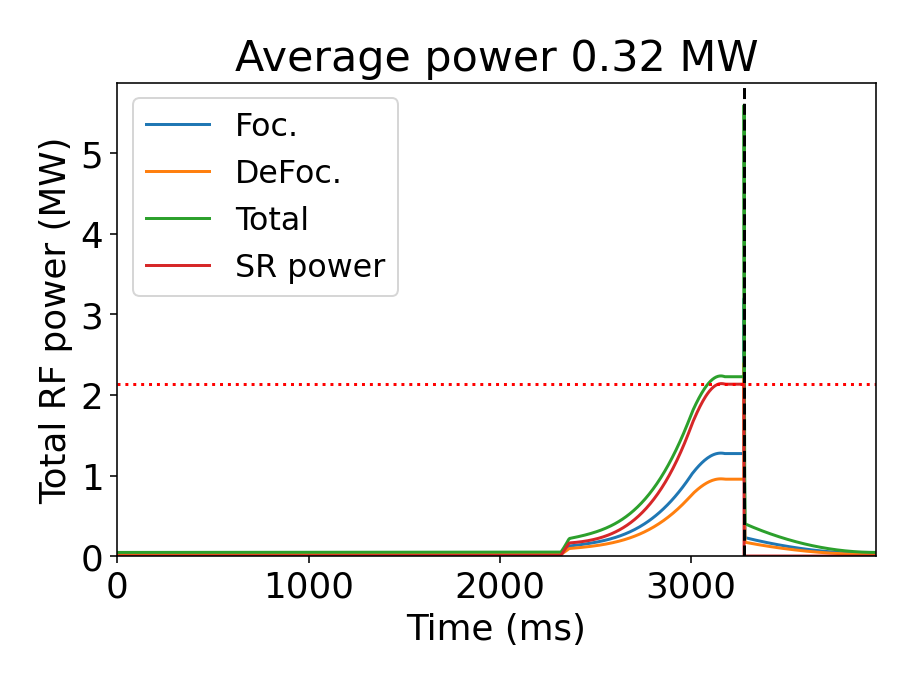 Average power 0.32 MW
Total RF power (MW)
5
4
3
2
1
0
Foc.
DeFoc.
Total
SR power
0 1000 2000 3000
Time (ms)